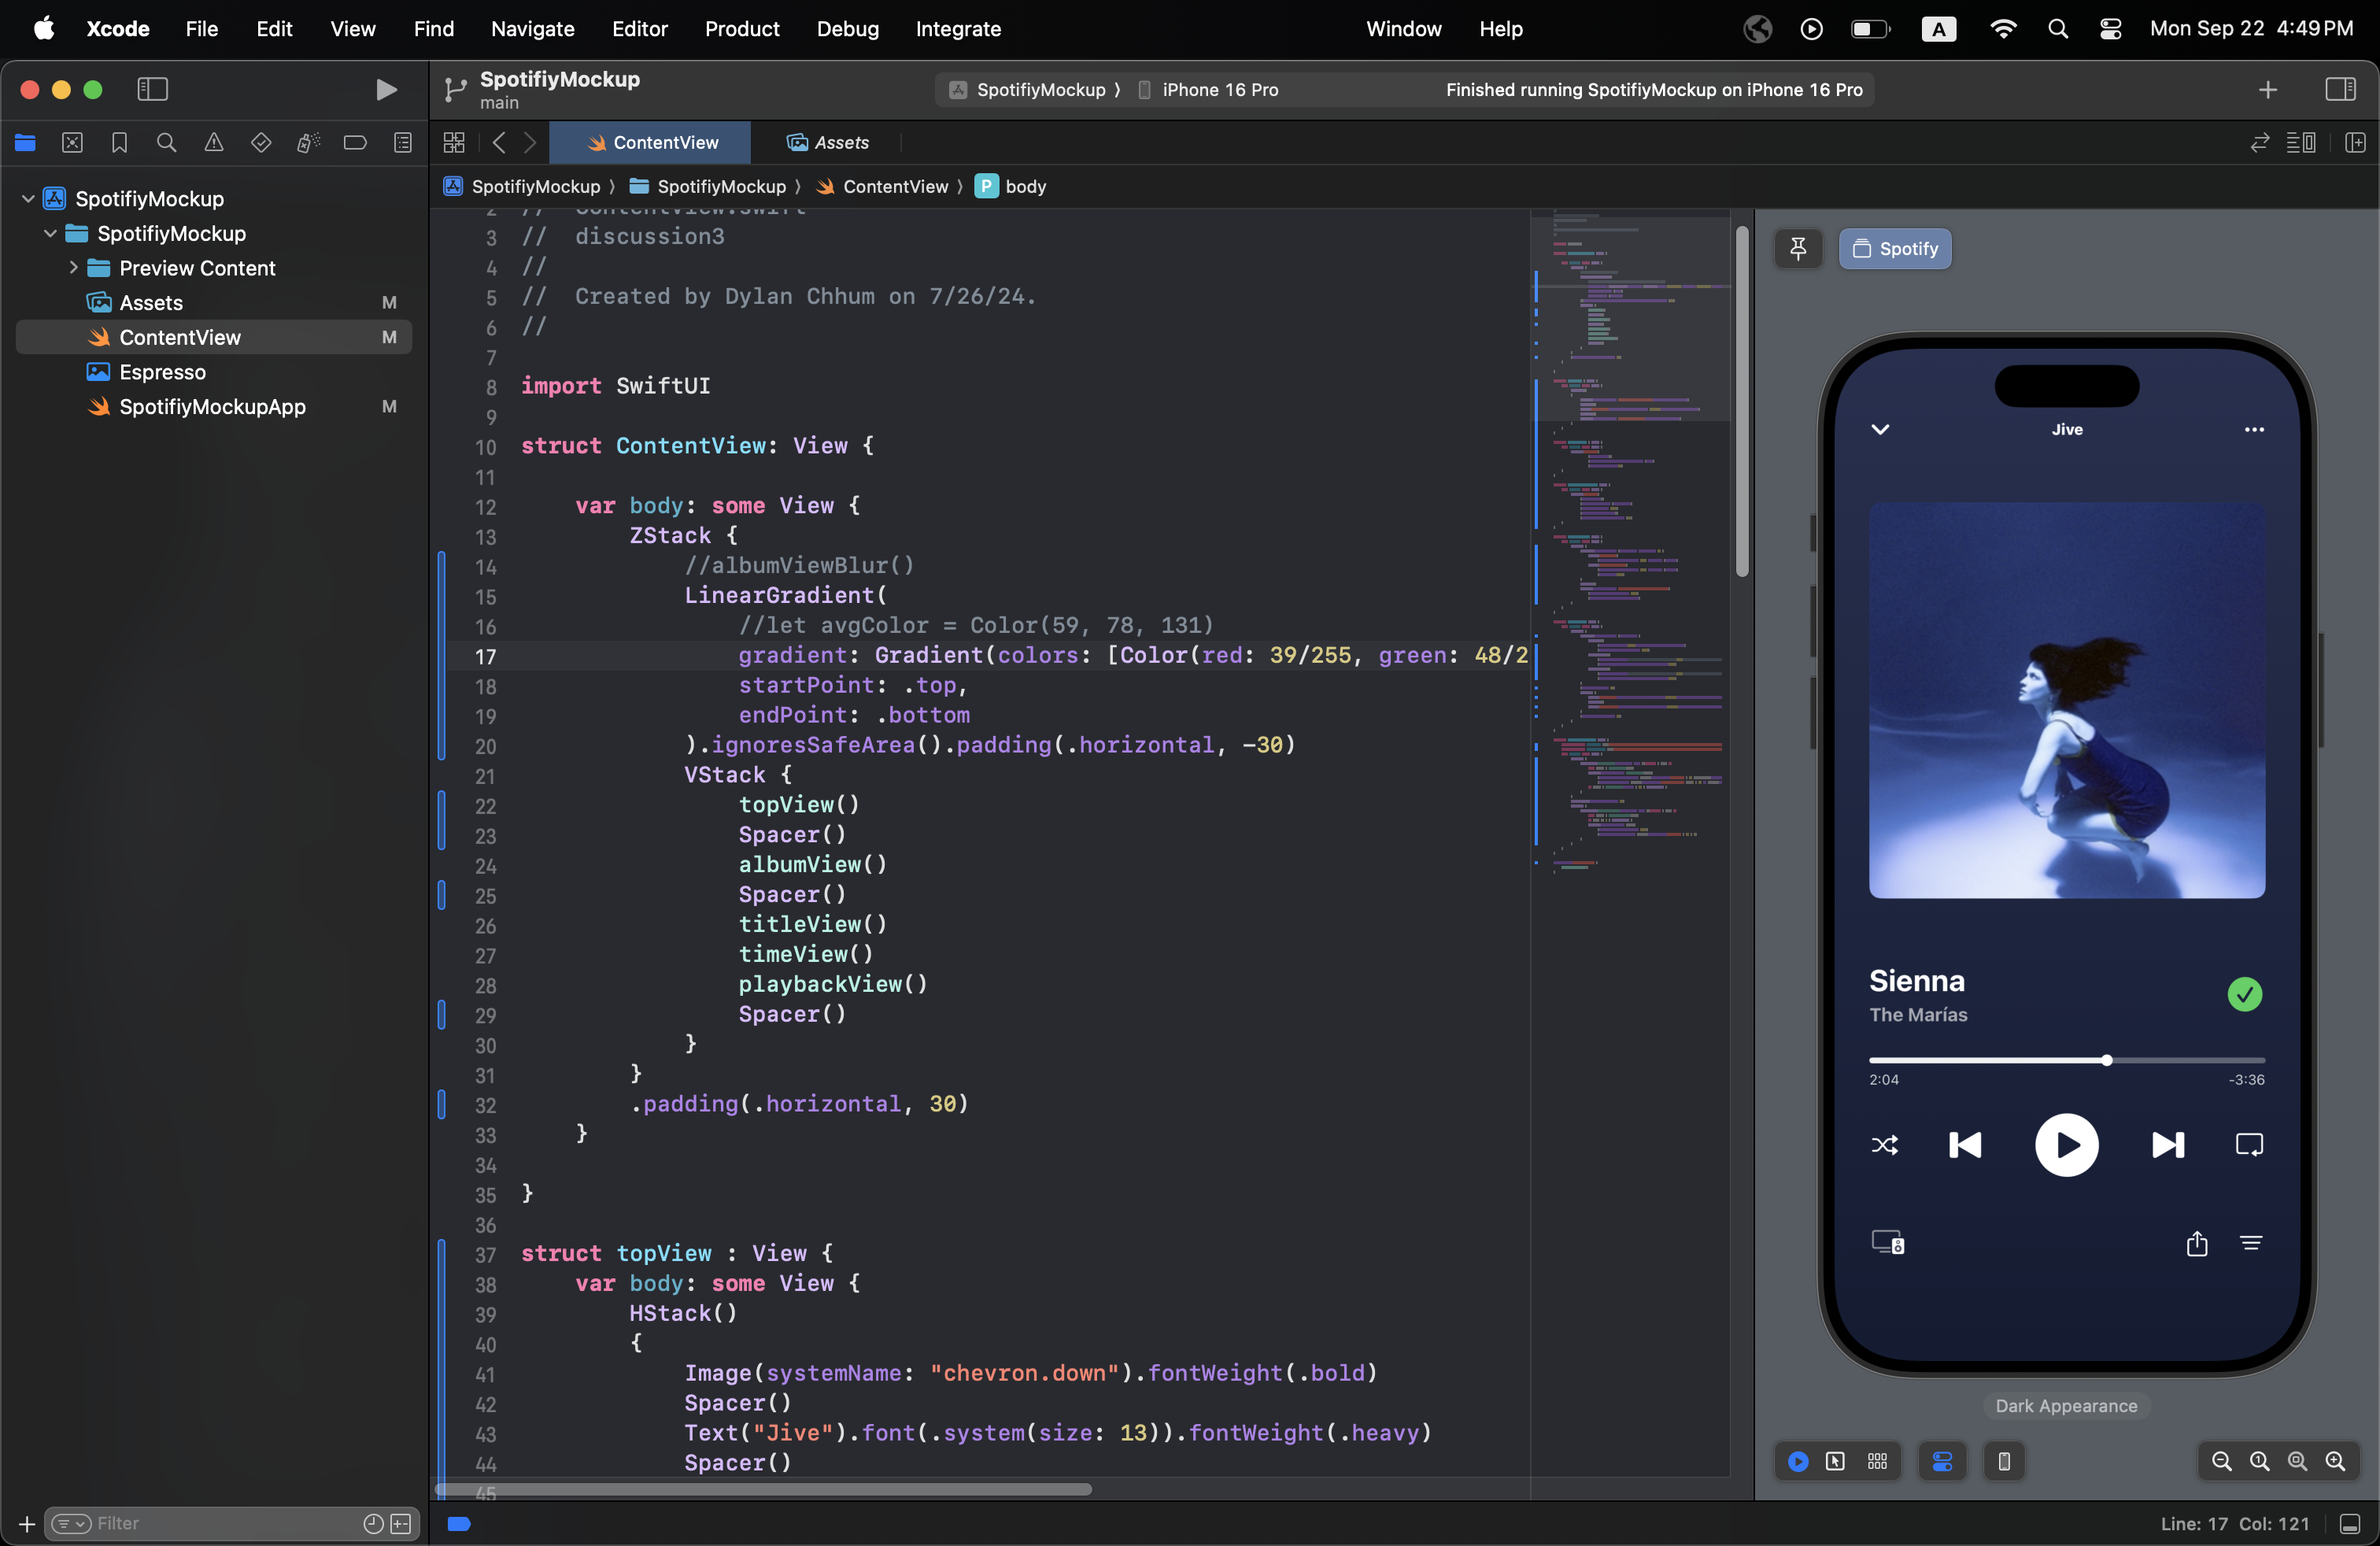 Xcode File Edit View Find Navigate Editor Product Debug Integrate Window Help A Mon Sep 22 4:49 PM
SpotifiyMockup
main
SpotifiyMockup iPhone 16 Pro Finished running SpotifiyMockup on iPhone 16 Pro
ContentView Assets
SpotifiyMockup SpotifiyMockup ContentView P body
SpotifiyMockup
SpotifiyMockup
Preview Content
Assets M
ContentView M
Espresso
SpotifiyMockupApp M
Filter
2 // ContentView.swift
3 // discussion3
4 //
5 // Created by Dylan Chhum on 7/26/24.
6 //
7
8 import SwiftUI
9
10 struct ContentView: View {
11
12 var body: some View {
13 ZStack {
14 //albumViewBlur()
15 LinearGradient(
16 //let avgColor = Color(59, 78, 131)
17 gradient: Gradient(colors: [Color(red: 39/255, green: 48/2
18 startPoint: .top,
19 endPoint: .bottom
20 ).ignoresSafeArea().padding(.horizontal, -30)
21 VStack {
22 topView()
23 Spacer()
24 albumView()
25 Spacer()
26 titleView()
27 timeView()
28 playbackView()
29 Spacer()
30 }
31 }
32 .padding(.horizontal, 30)
33 }
34
35 }
36
37 struct topView : View {
38 var body: some View {
39 HStack()
40 {
41 Image(systemName: "chevron.down").fontWeight(.bold)
42 Spacer()
43 Text("Jive").font(.system(size: 13)).fontWeight(.heavy)
44 Spacer()
45
Spotify
Jive
Sienna
The Marías
2:04 -3:36
Dark Appearance
Line: 17 Col: 121